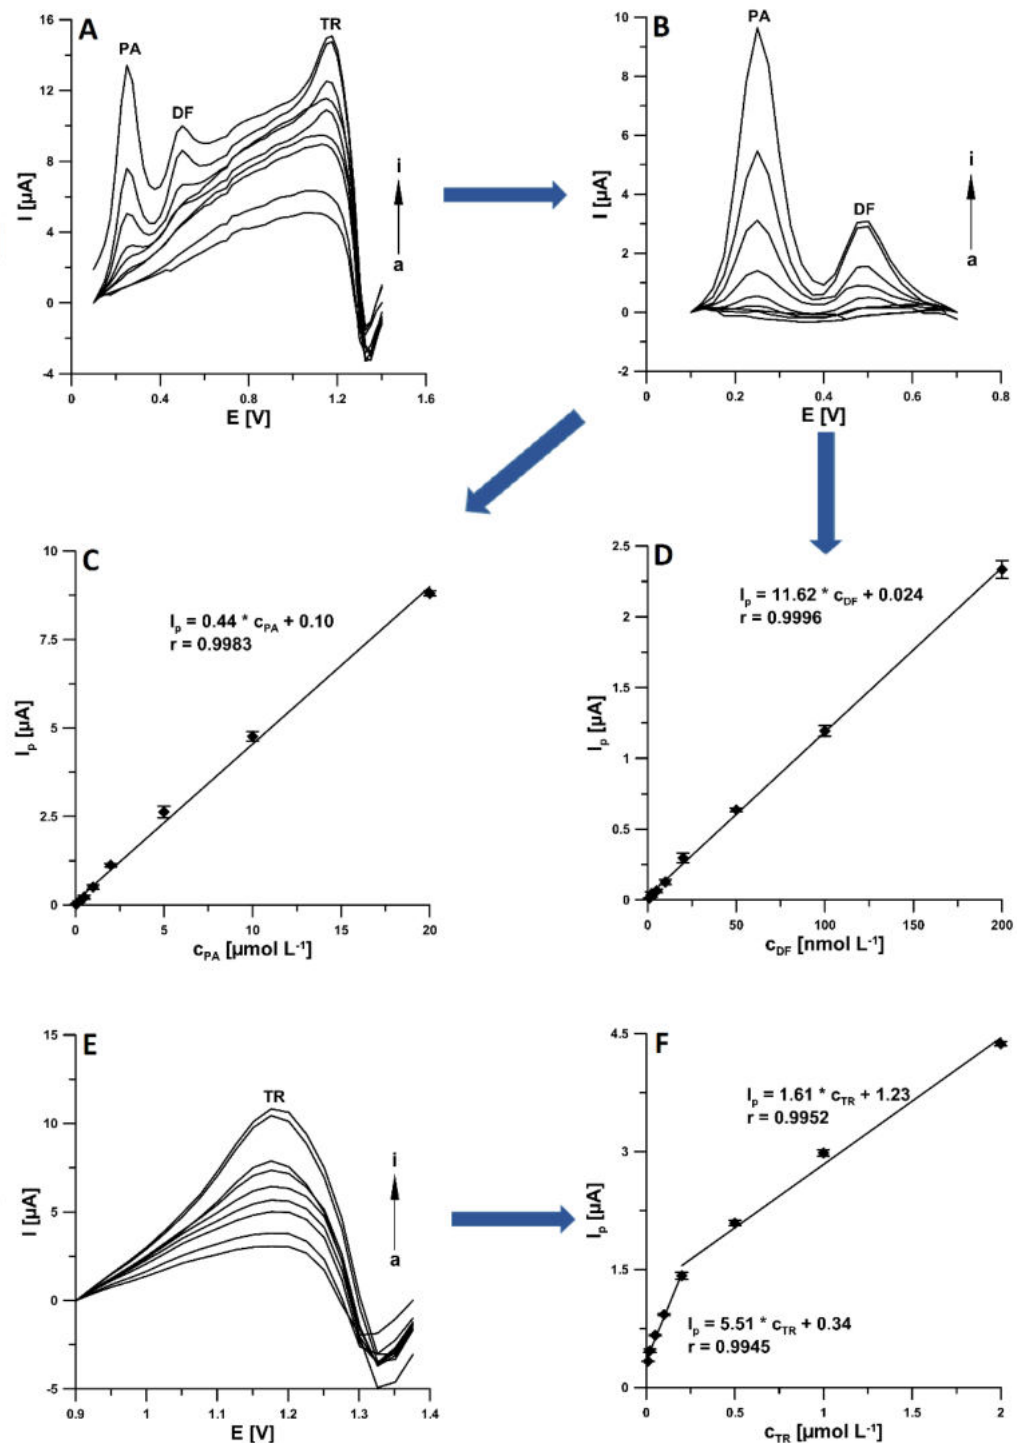 A
PA
DF
TR
i
a
I [µA]
16
12
8
4
0
-4
0
0.4
0.8
1.2
1.6
E [V]
B
PA
DF
i
a
I [µA]
10
8
6
4
2
0
-2
0
0.2
0.4
0.6
0.8
E [V]
C
Ip = 0.44 * cPA + 0.10
r = 0.9983
Ip [µA]
10
7.5
5
2.5
0
0
5
10
15
20
cPA [µmol L-1]
D
Ip = 11.62 * cDF + 0.024
r = 0.9996
Ip [µA]
2.5
2
1.5
1
0.5
0
0
50
100
150
200
cDF [nmol L-1]
E
TR
i
a
I [µA]
15
10
5
0
-5
0.9
1
1.1
1.2
1.3
1.4
E [V]
F
Ip = 1.61 * cTR + 1.23
r = 0.9952
Ip = 5.51 * cTR + 0.34
r = 0.9945
Ip [µA]
4.5
3
1.5
0
0
0.5
1
1.5
2
cTR [µmol L-1]